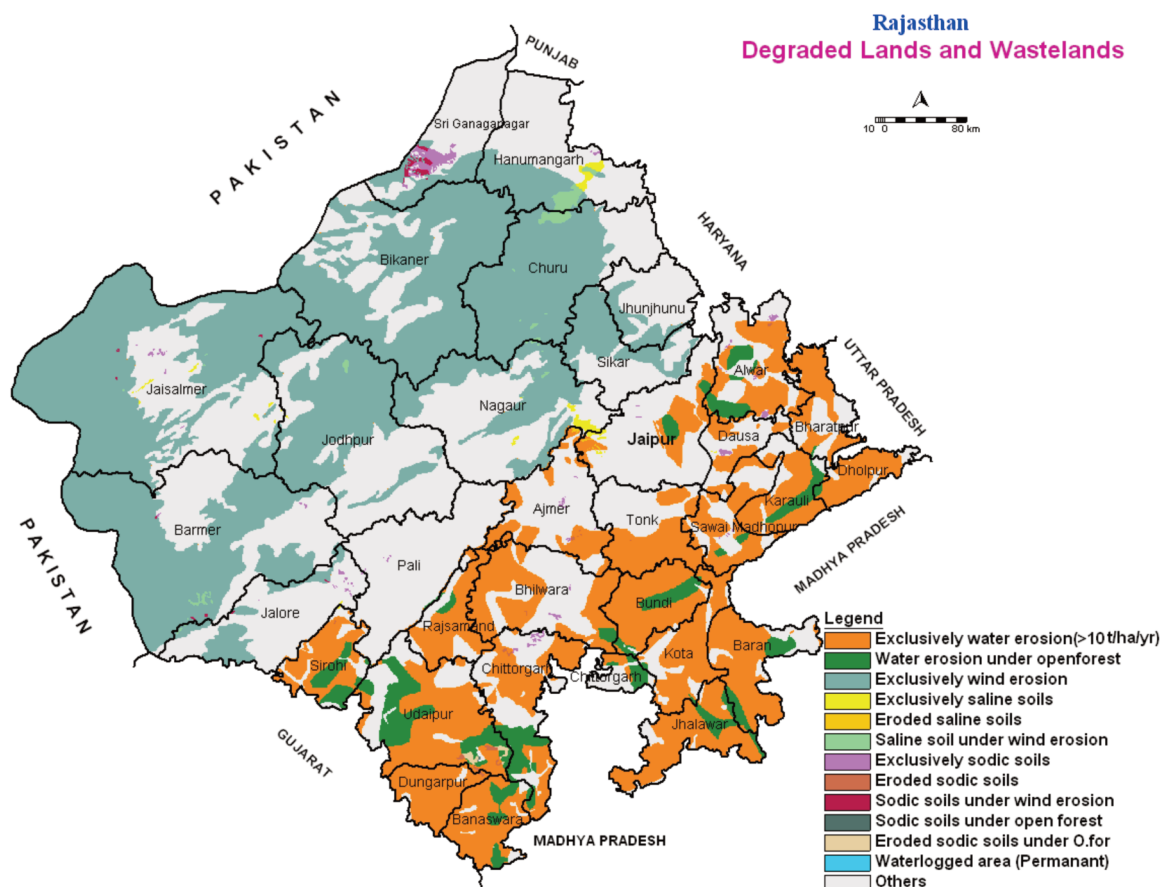 Rajasthan
Degraded Lands and Wastelands
10 0 80 km
PUNJAB
PAKISTAN
Sri Ganaganagar
Hanumangarh
HARYANA
Bikaner
Churu
Jhunjhunu
Sikar
Alwar
UTTAR PRADESH
Jaisalmer
Nagaur
Jodhpur
Jaipur
Dausa
Bharatpur
Dholpur
Karauli
Ajmer
Tonk
Sawai Madhopur
MADHYA PRADESH
Barmer
PAKISTAN
Pali
Bhilwara
Bundi
Jalore
Rajsamand
Kota
Baran
Sirohi
Chittorgarh
Chittorgarh
Udaipur
Jhalawar
GUJARAT
Dungarpur
Banaswara
MADHYA PRADESH
Legend
Exclusively water erosion(>10 t/ha/yr)
Water erosion under openforest
Exclusively wind erosion
Exclusively saline soils
Eroded saline soils
Saline soil under wind erosion
Exclusively sodic soils
Eroded sodic soils
Sodic soils under wind erosion
Sodic soils under open forest
Eroded sodic soils under O.for
Waterlogged area (Permanant)
Others